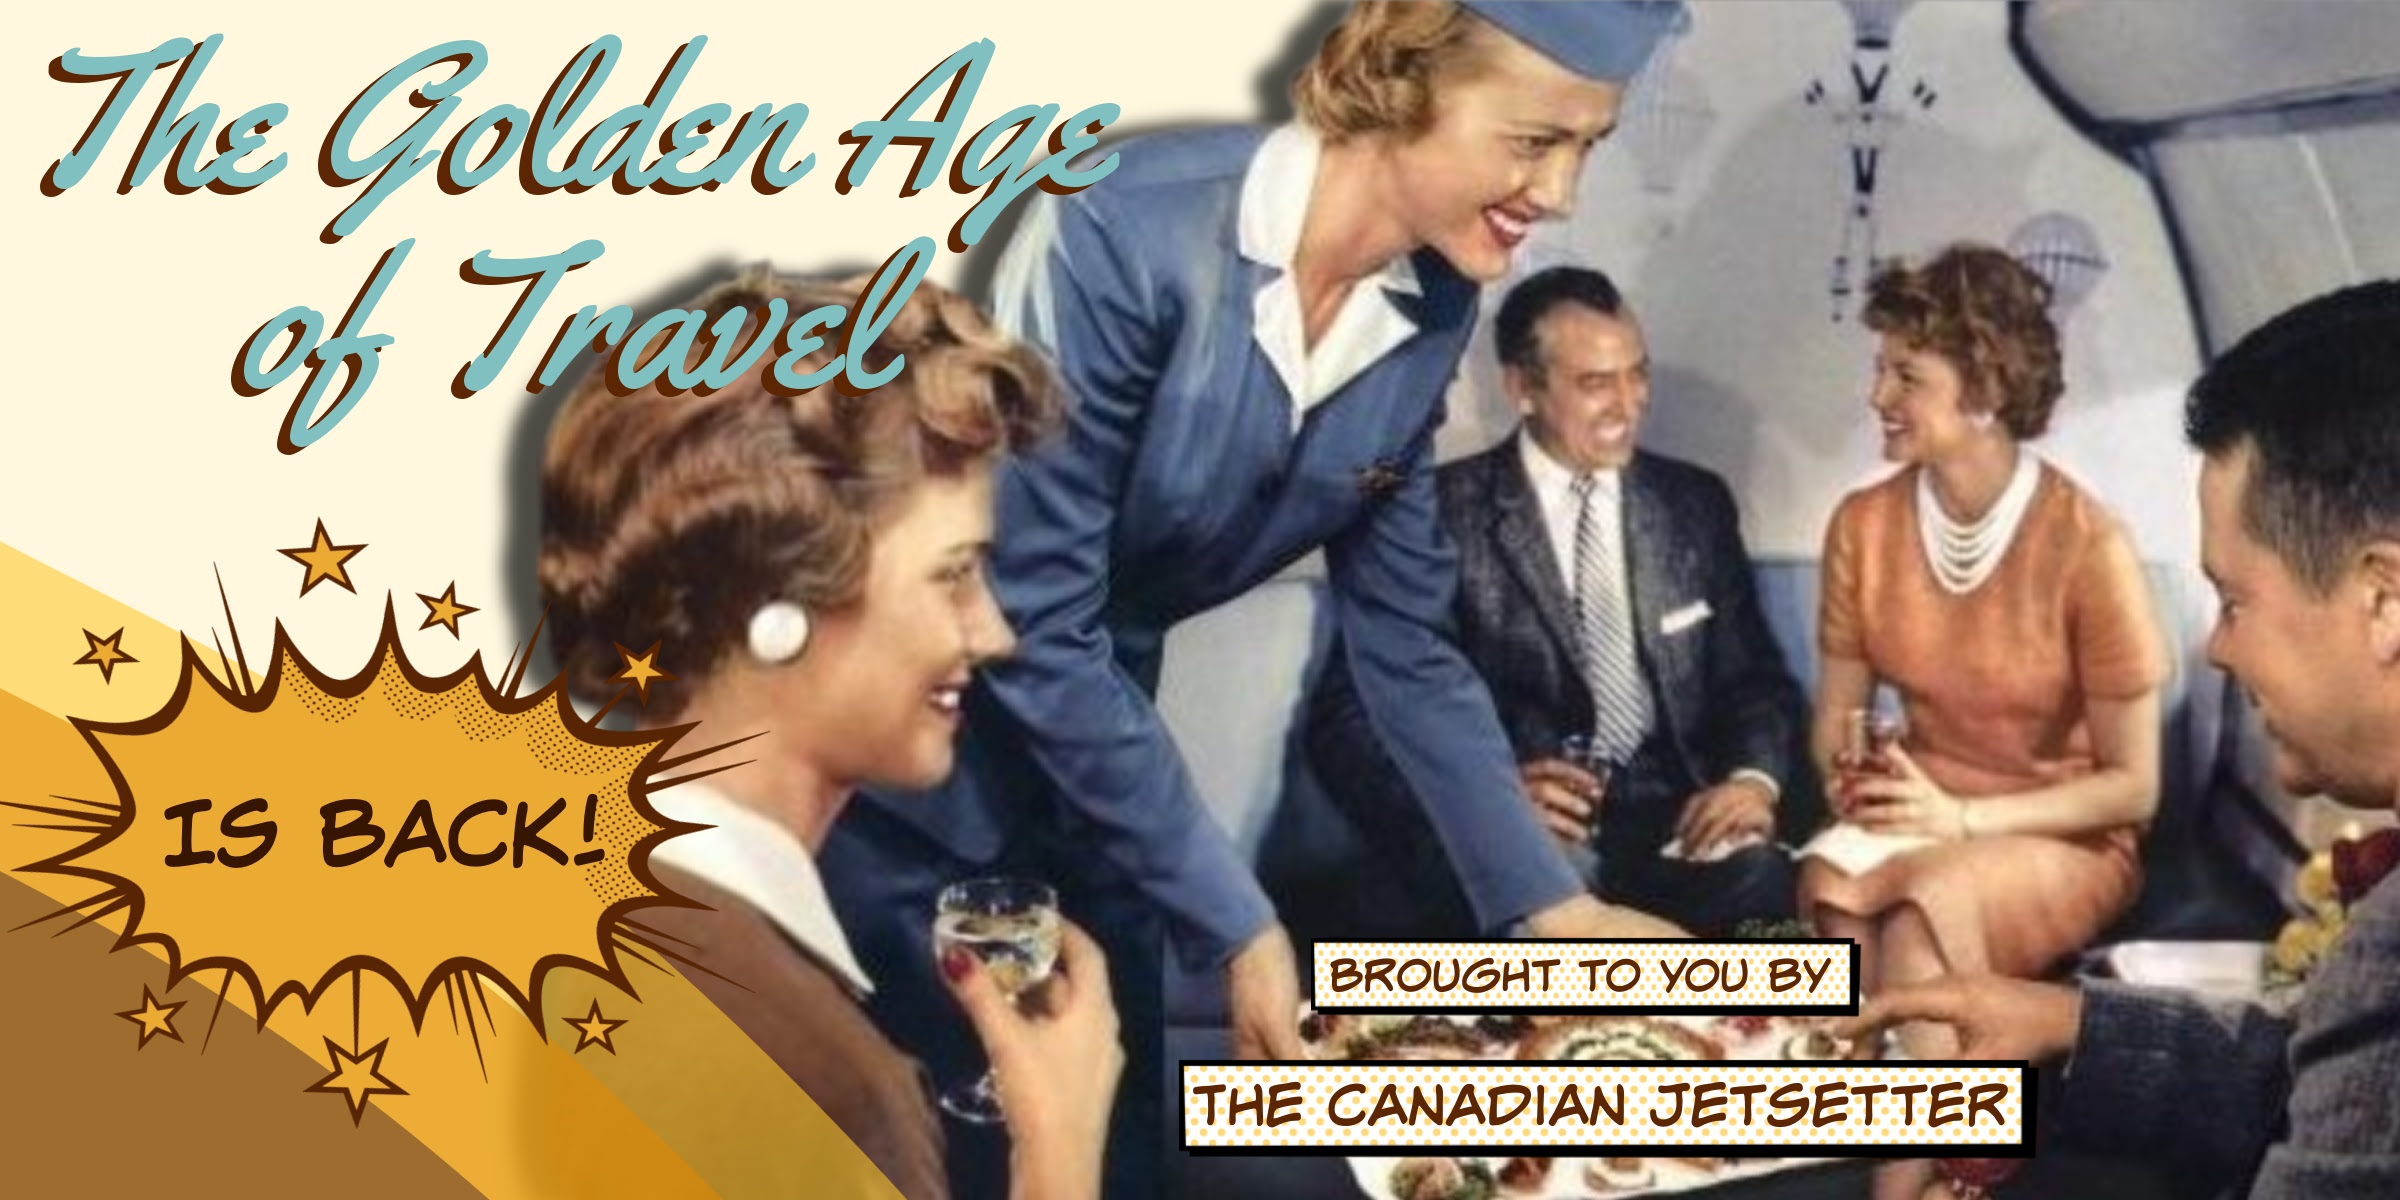 The Golden Age
of Travel
IS BACK!
BROUGHT TO YOU BY
THE CANADIAN JETSETTER